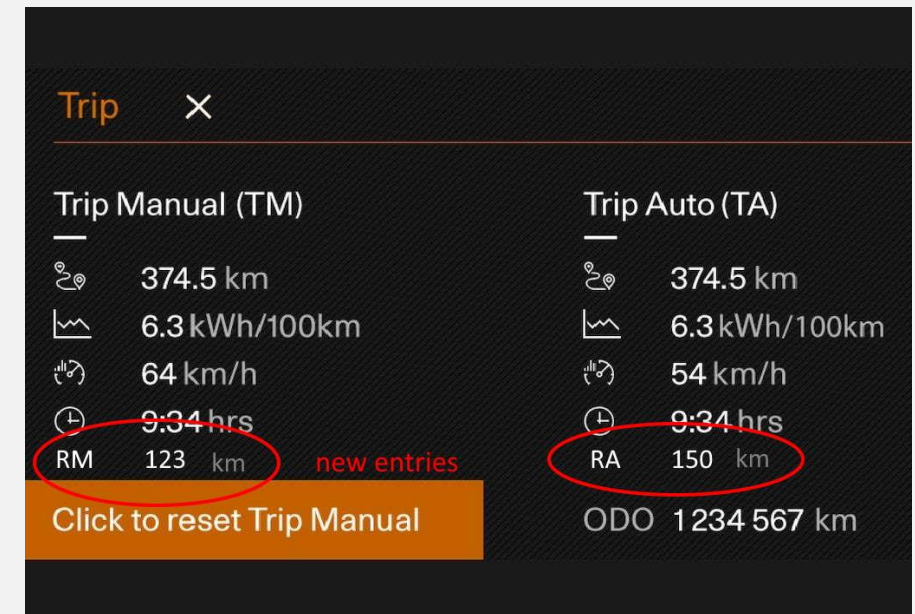 Trip ×
Trip Manual (TM)
374.5 km
6.3 kWh/100km
64 km/h
9:34 hrs
RM 123 km
new entries
Click to reset Trip Manual
Trip Auto (TA)
374.5 km
6.3 kWh/100km
54 km/h
9:34 hrs
RA 150 km
ODO 1 234 567 km